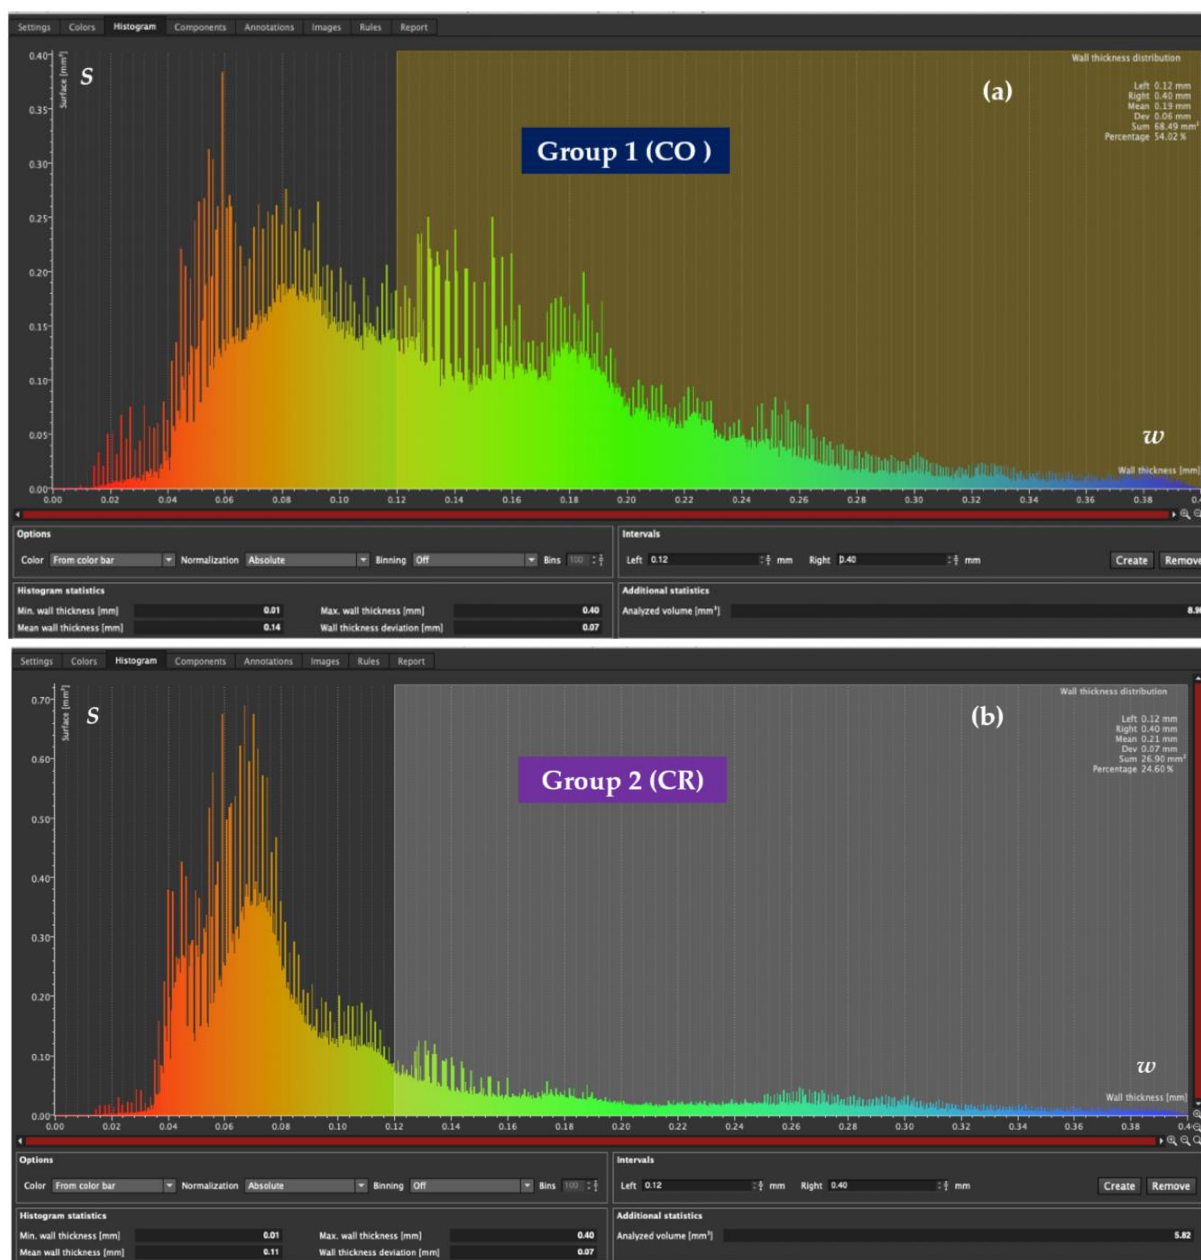 Settings Colors Histogram Components Annotations Images Rules Report
Wall thickness distribution
Left 0.12 mm
Right 0.40 mm
Mean 0.19 mm
Dev 0.06 mm
Sum 68.49 mm²
Percentage 54.02 %
S
(a)
Group 1 (CO )
Surface [mm²]
0.40
0.35
0.30
0.25
0.20
0.15
0.10
0.05
0.00
w
Wall thickness [mm]
0.00 0.02 0.04 0.06 0.08 0.10 0.12 0.14 0.16 0.18 0.20 0.22 0.24 0.26 0.28 0.30 0.32 0.34 0.36 0.38
Options
Color From color bar Normalization Absolute Binning Off Bins 100
Intervals
Left 0.12 mm Right 0.40 mm Create Remove
Histogram statistics
Min. wall thickness [mm] 0.01 Max. wall thickness [mm] 0.40
Mean wall thickness [mm] 0.14 Wall thickness deviation [mm] 0.07
Additional statistics
Analyzed volume [mm³]
Settings Colors Histogram Components Annotations Images Rules Report
Wall thickness distribution
Left 0.12 mm
Right 0.40 mm
Mean 0.21 mm
Dev 0.07 mm
Sum 26.90 mm²
Percentage 24.60 %
S
(b)
Group 2 (CR)
Surface [mm²]
0.70
0.60
0.50
0.40
0.30
0.20
0.10
0.00
w
Wall thickness [mm]
0.00 0.02 0.04 0.06 0.08 0.10 0.12 0.14 0.16 0.18 0.20 0.22 0.24 0.26 0.28 0.30 0.32 0.34 0.36 0.38
Options
Color From color bar Normalization Absolute Binning Off Bins 100
Intervals
Left 0.12 mm Right 0.40 mm Create Remove
Histogram statistics
Min. wall thickness [mm] 0.01 Max. wall thickness [mm] 0.40
Mean wall thickness [mm] 0.11 Wall thickness deviation [mm] 0.07
Additional statistics
Analyzed volume [mm³] 5.82